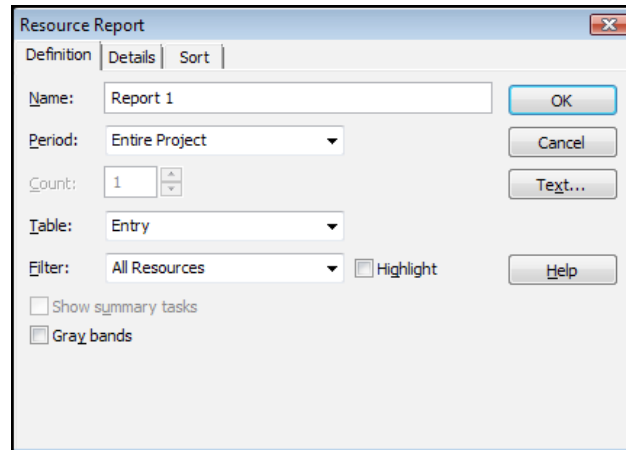 Resource Report
Definition Details Sort
Name: Report 1 OK
Period: Entire Project Cancel
Count: 1 Text...
Table: Entry
Filter: All Resources Highlight Help
Show summary tasks
Gray bands